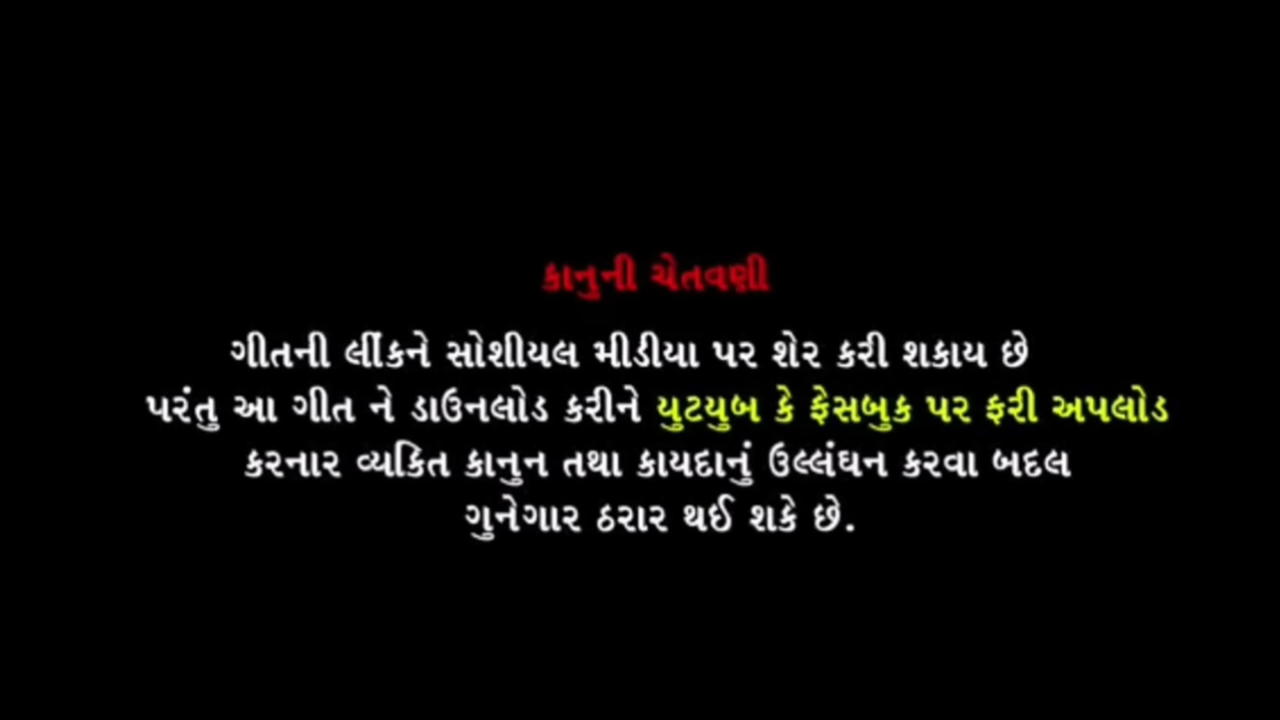 કાનુની ચેતવણી
ગીતની લીંકને સોશીયલ મીડીયા પર શેર કરી શકાય છે
પરંતુ આ ગીત ને ડાઉનલોડ કરીને યુટયુબ કે ફેસબુક પર ફરી અપલોડ
કરનાર વ્યકિત કાનુન તથા કાયદાનું ઉલ્લંઘન કરવા બદલ
ગુનેગાર ઠરાર થઈ શકે છે.